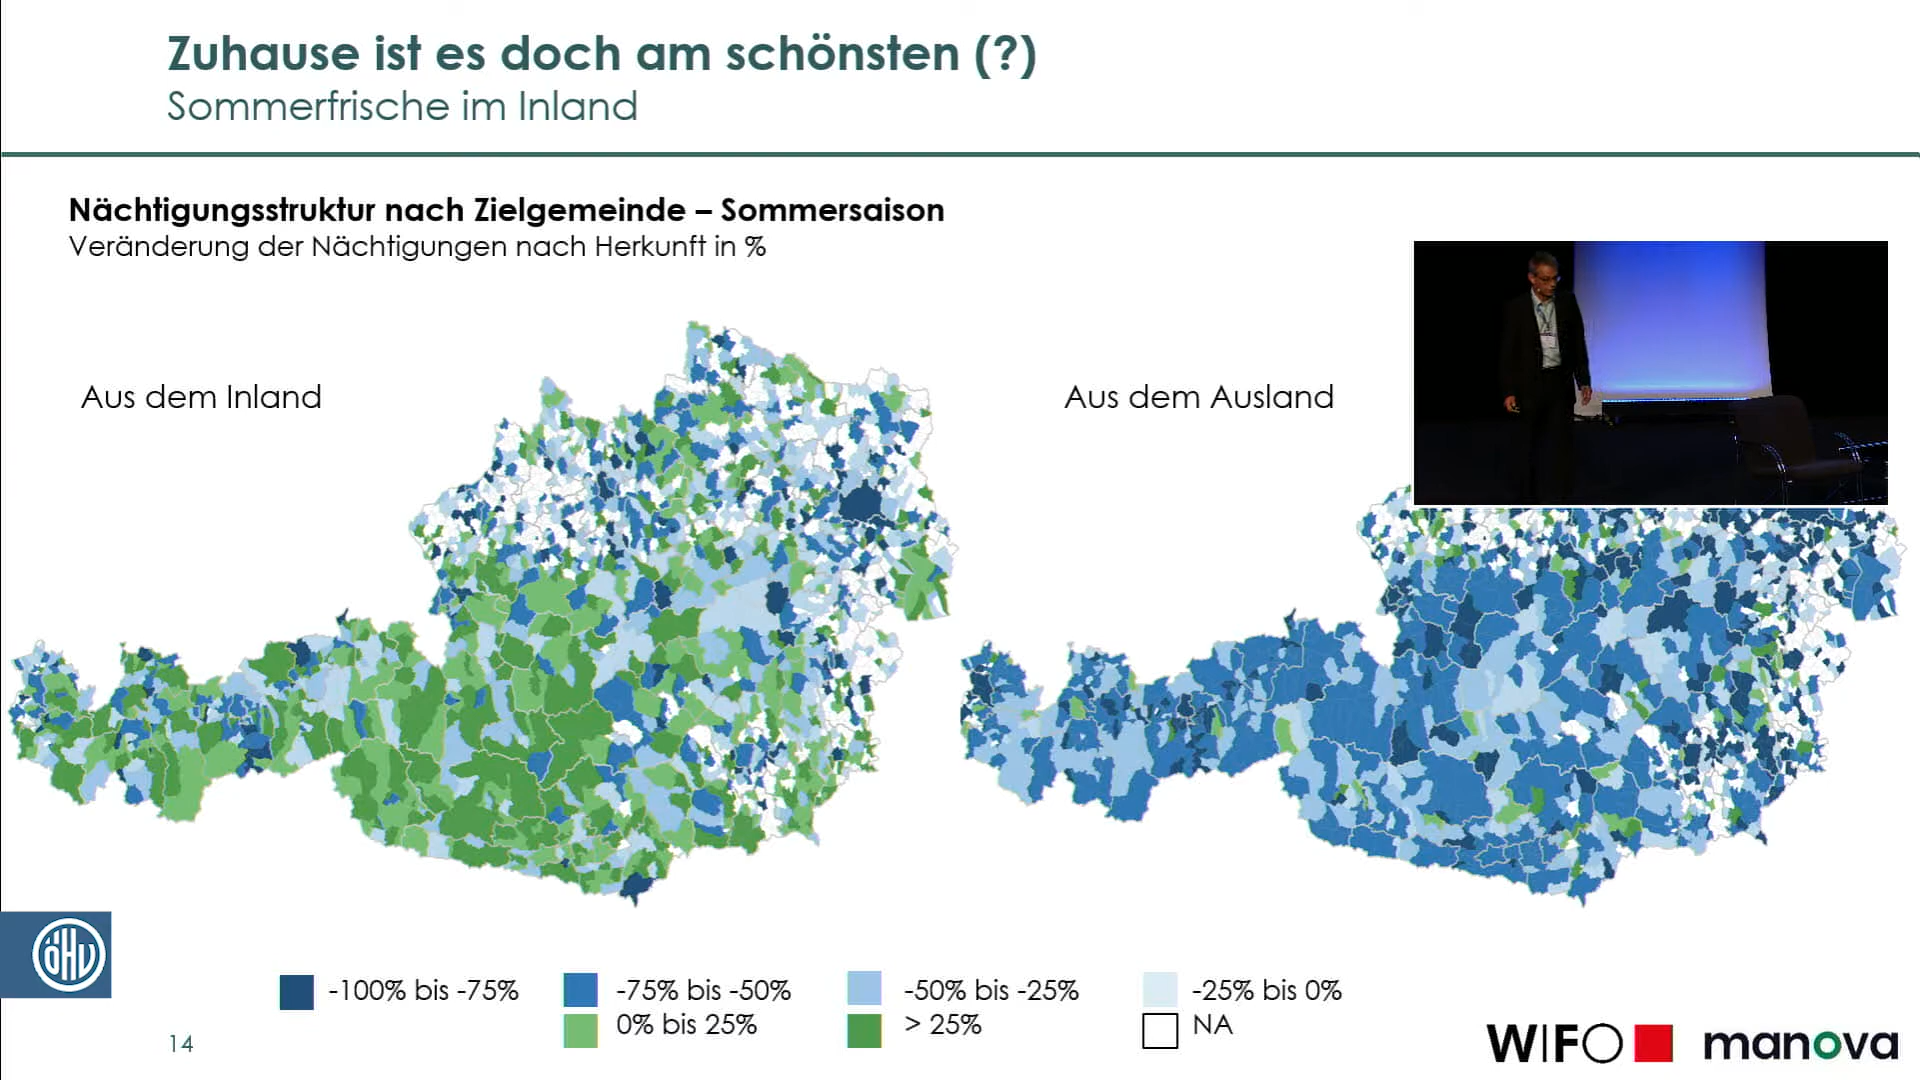 Zuhause ist es doch am schönsten (?)
Sommerfrische im Inland
Nächtigungsstruktur nach Zielgemeinde – Sommersaison
Veränderung der Nächtigungen nach Herkunft in %
Aus dem Inland
Aus dem Ausland
ÖHV
-100% bis -75%
-75% bis -50%
-50% bis -25%
-25% bis 0%
0% bis 25%
> 25%
NA
14
WIFO
manova